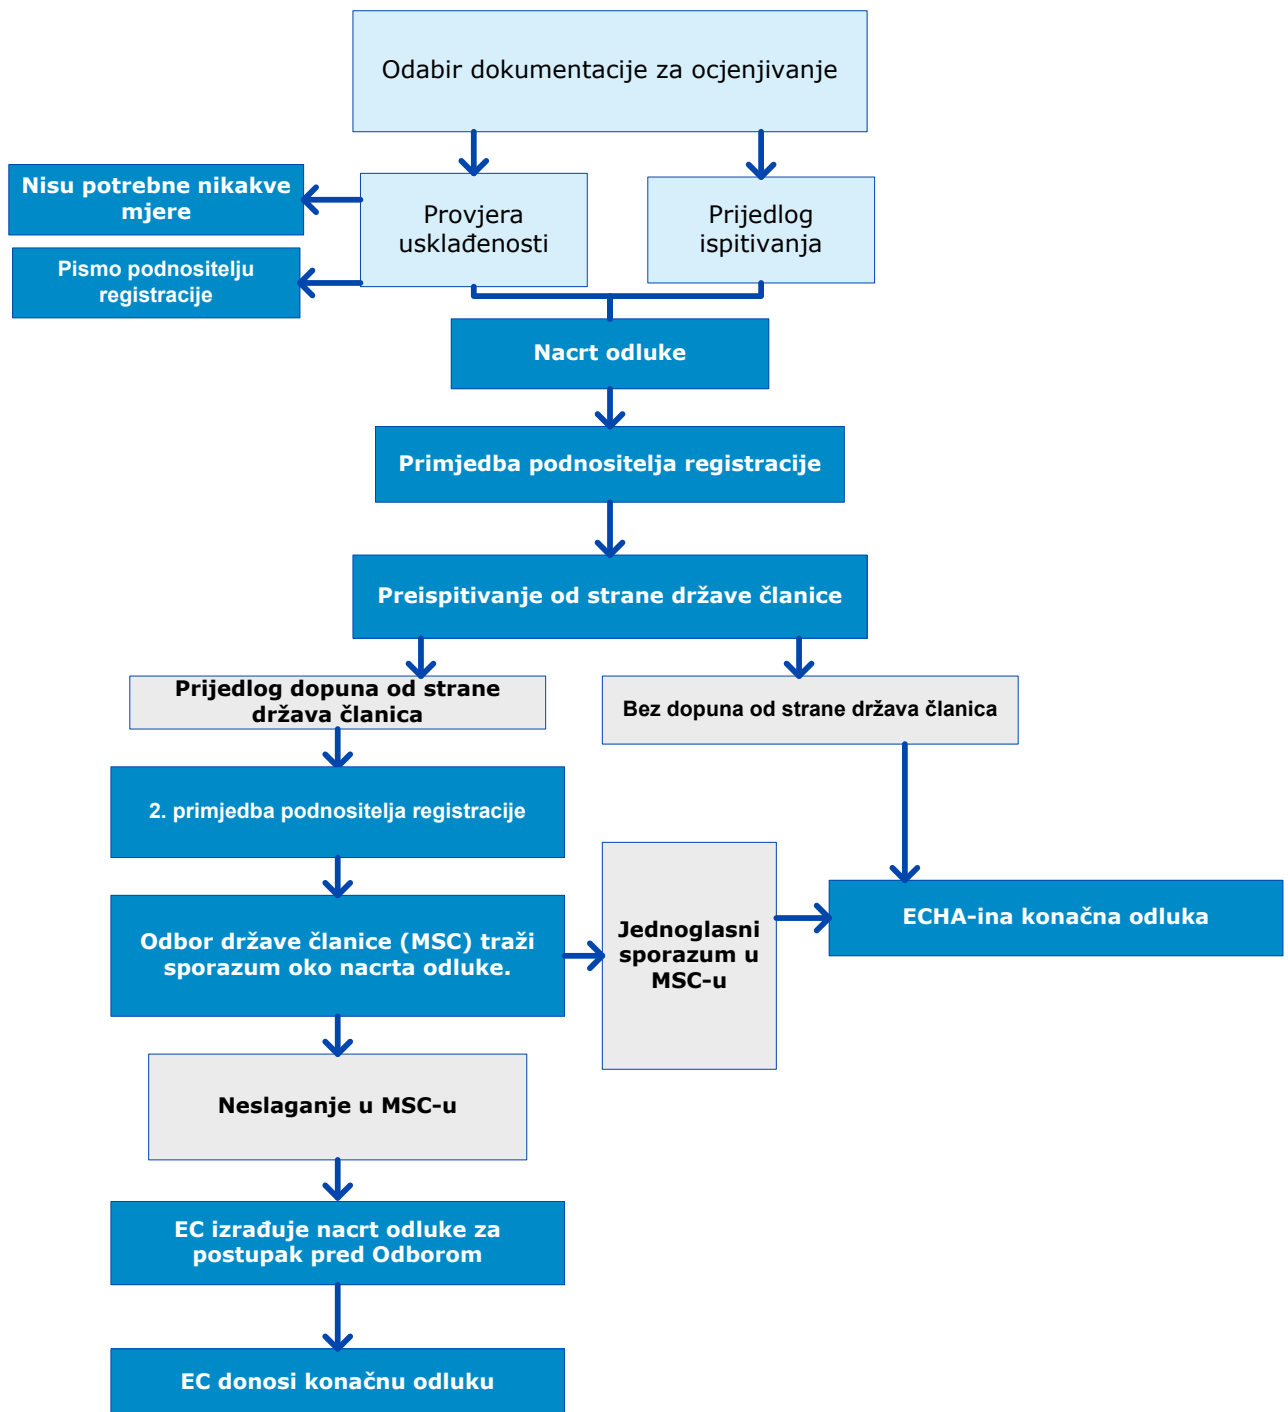 Odabir dokumentacije za ocjenjivanje
Nisu potrebne nikakve
mjere
Provjera
usklađenosti
Prijedlog
ispitivanja
Pismo podnositelju
registracije
Nacrt odluke
Primjedba podnositelja registracije
Preispitivanje od strane države članice
Prijedlog dopuna od strane
država članica
Bez dopuna od strane država članica
2. primjedba podnositelja registracije
Odbor države članice (MSC) traži
sporazum oko nacrta odluke.
Jednoglasni
sporazum u
MSC-u
ECHA-ina konačna odluka
Neslaganje u MSC-u
EC izrađuje nacrt odluke za
postupak pred Odborom
EC donosi konačnu odluku